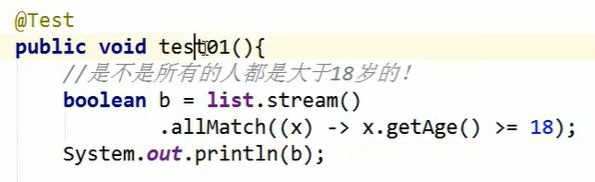 @Test
public void test01(){
//是不是所有的人都是大于18岁的!
boolean b = list.stream()
.allMatch((x) -> x.getAge() >= 18);
System.out.println(b);